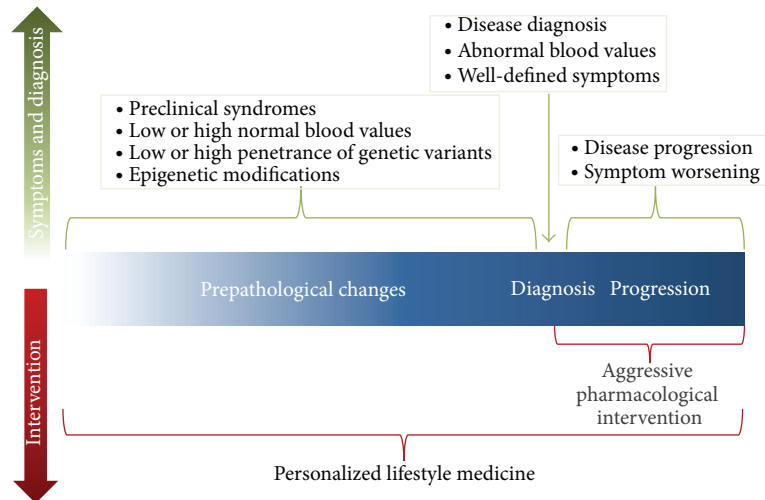 Symptoms and diagnosis
• Disease diagnosis
• Abnormal blood values
• Well-defined symptoms
• Preclinical syndromes
• Low or high normal blood values
• Low or high penetrance of genetic variants
• Epigenetic modifications
• Disease progression
• Symptom worsening
Prepathological changes
Diagnosis
Progression
Intervention
Aggressive
pharmacological
intervention
Personalized lifestyle medicine